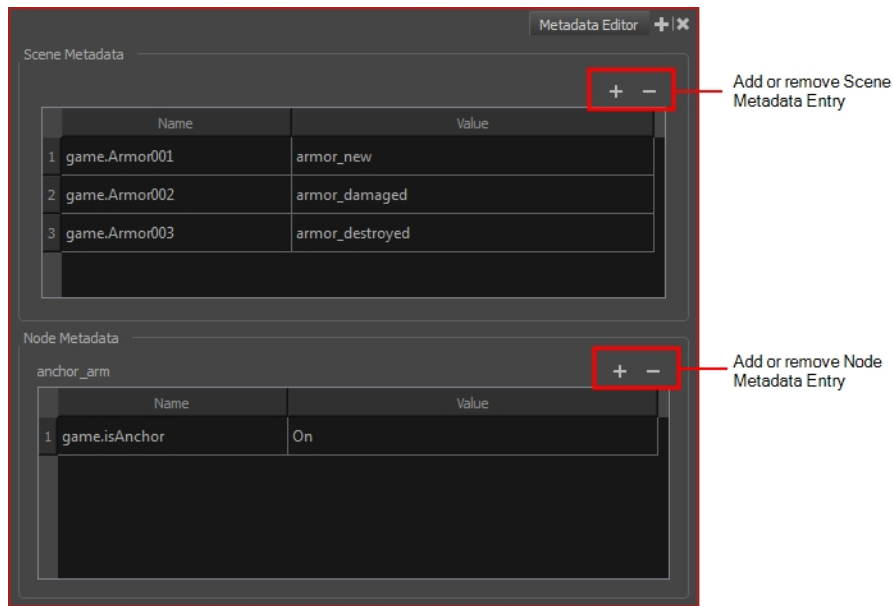 Metadata Editor
Scene Metadata
+ −
Add or remove Scene
Metadata Entry
Name Value
1 game.Armor001 armor_new
2 game.Armor002 armor_damaged
3 game.Armor003 armor_destroyed
Node Metadata
anchor_arm
+ −
Add or remove Node
Metadata Entry
Name Value
1 game.isAnchor On